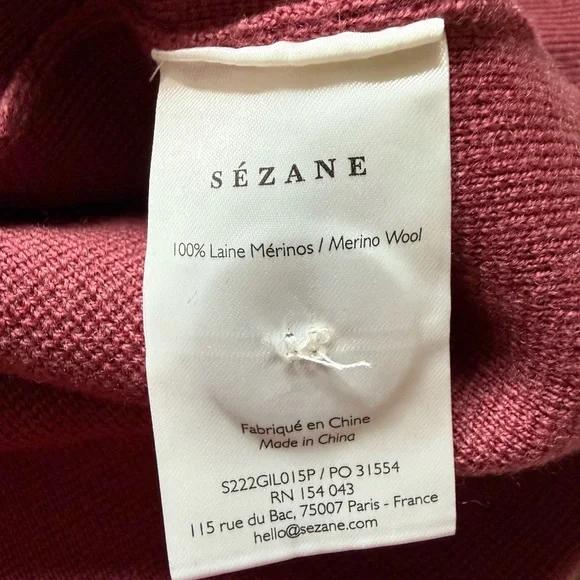 SÉZANE
100% Laine Mérinos / Merino Wool
Fabriqué en Chine
Made in China
S222GIL015P / PO 31554
RN 154 043
115 rue du Bac, 75007 Paris - France
hello@sezane.com